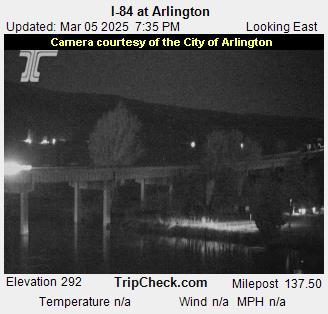 I-84 at Arlington
Updated: Mar 05 2025 7:35 PM Looking East
Camera courtesy of the City of Arlington
Elevation 292 TripCheck.com Milepost 137.50
Temperature n/a Wind n/a MPH n/a